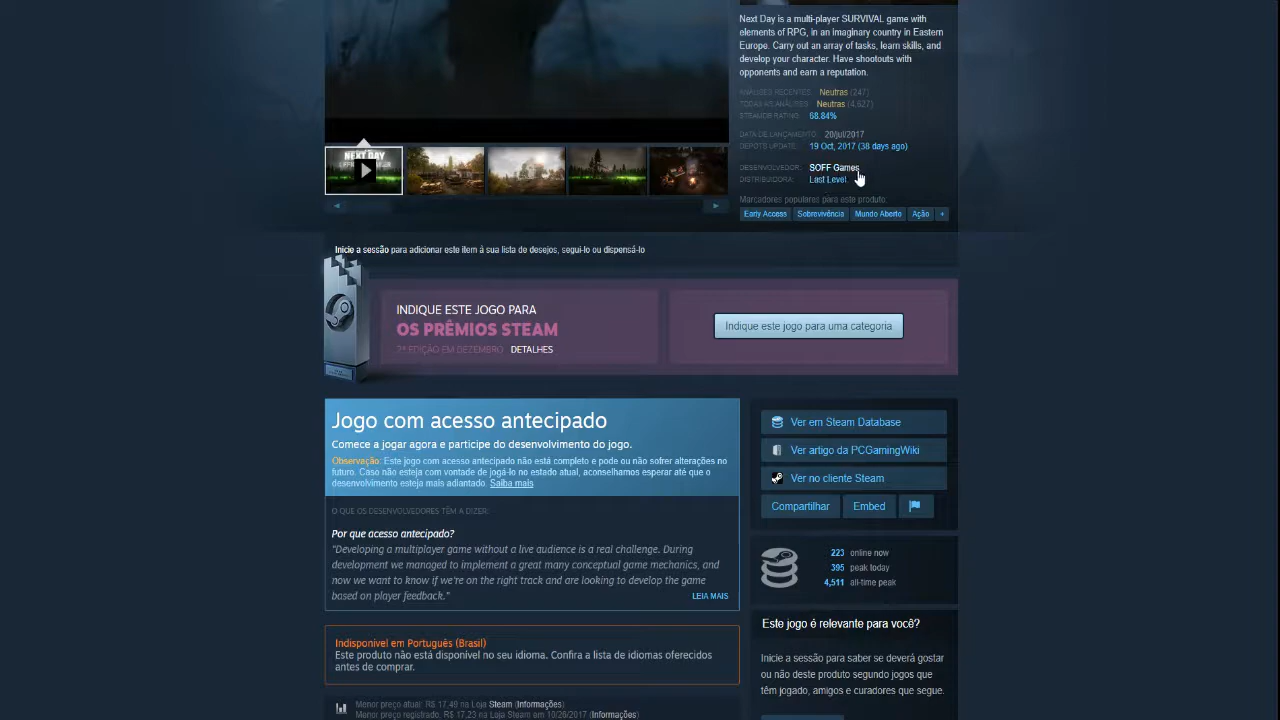 Next Day is a multi-player SURVIVAL game with
elements of RPG, in an imaginary country in Eastern
Europe. Carry out an array of tasks, learn skills, and
develop your character. Have shootouts with
opponents and earn a reputation.
ANÁLISES RECENTES: Neutras (247)
TODAS AS ANÁLISES: Neutras (4,627)
STEAMDB RATING: 68.84%
DATA DE LANÇAMENTO: 20/jul/2017
DEPOTS UPDATE: 19 Oct, 2017 (38 days ago)
DESENVOLVEDOR: SOFF Games
DISTRIBUIDORA: Last Level
Marcadores populares para este produto:
Early Access Sobrevivência Mundo Aberto Ação +
NEXT DAY
Inicie a sessão para adicionar este item à sua lista de desejos, segui-lo ou dispensá-lo
INDIQUE ESTE JOGO PARA
OS PRÊMIOS STEAM
2ª EDIÇÃO EM DEZEMBRO DETALHES
Indique este jogo para uma categoria
Jogo com acesso antecipado
Comece a jogar agora e participe do desenvolvimento do jogo.
Observação: Este jogo com acesso antecipado não está completo e pode ou não sofrer alterações no
futuro. Caso não esteja com vontade de jogá-lo no estado atual, aconselhamos esperar até que o
desenvolvimento esteja mais adiantado. Saiba mais
O QUE OS DESENVOLVEDORES TÊM A DIZER:
Por que acesso antecipado?
"Developing a multiplayer game without a live audience is a real challenge. During
development we managed to implement a great many conceptual game mechanics, and
now we want to know if we're on the right track and are looking to develop the game
based on player feedback."
LEIA MAIS
Indisponível em Português (Brasil)
Este produto não está disponível no seu idioma. Confira a lista de idiomas oferecidos
antes de comprar.
Menor preço atual: R$ 17,49 na Loja Steam (Informações)
Menor preço registrado: R$ 17,23 na Loja Steam em 10/26/2017 (Informações)
Ver em Steam Database
Ver artigo da PCGamingWiki
Ver no cliente Steam
Compartilhar Embed
223 online now
395 peak today
4,511 all-time peak
Este jogo é relevante para você?
Inicie a sessão para saber se deverá gostar
ou não deste produto segundo jogos que
têm jogado, amigos e curadores que segue.